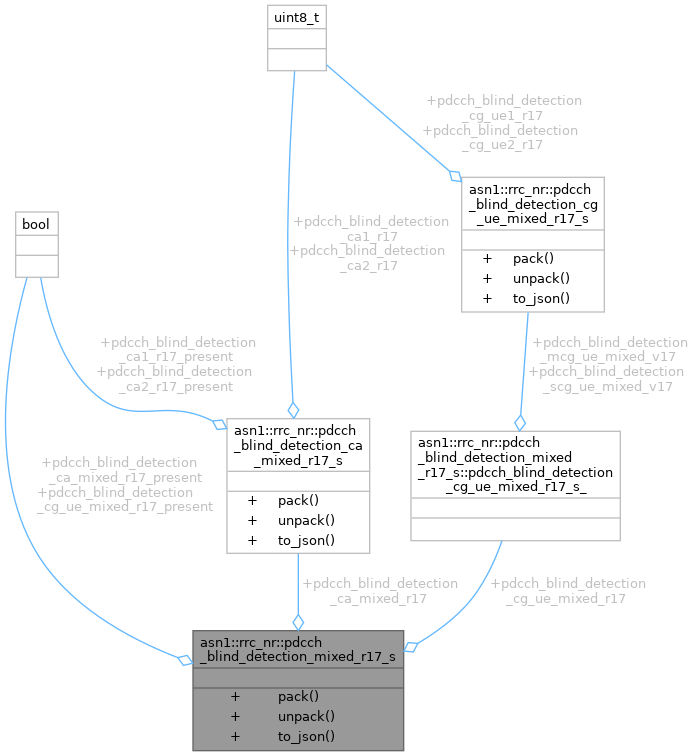 uint8_t
+pdcch_blind_detection
_cg_ue1_r17
+pdcch_blind_detection
_cg_ue2_r17
asn1::rrc_nr::pdcch
_blind_detection_cg
_ue_mixed_r17_s
+ pack()
+ unpack()
+ to_json()
bool
+pdcch_blind_detection
_ca1_r17
+pdcch_blind_detection
_ca2_r17
+pdcch_blind_detection
_ca1_r17_present
+pdcch_blind_detection
_ca2_r17_present
+pdcch_blind_detection
_mcg_ue_mixed_v17
+pdcch_blind_detection
_scg_ue_mixed_v17
asn1::rrc_nr::pdcch
_blind_detection_ca
_mixed_r17_s
+ pack()
+ unpack()
+ to_json()
asn1::rrc_nr::pdcch
_blind_detection_mixed
_r17_s::pdcch_blind_detection
_cg_ue_mixed_r17_s_
+pdcch_blind_detection
_ca_mixed_r17_present
+pdcch_blind_detection
_cg_ue_mixed_r17_present
+pdcch_blind_detection
_ca_mixed_r17
+pdcch_blind_detection
_cg_ue_mixed_r17
asn1::rrc_nr::pdcch
_blind_detection_mixed_r17_s
+ pack()
+ unpack()
+ to_json()